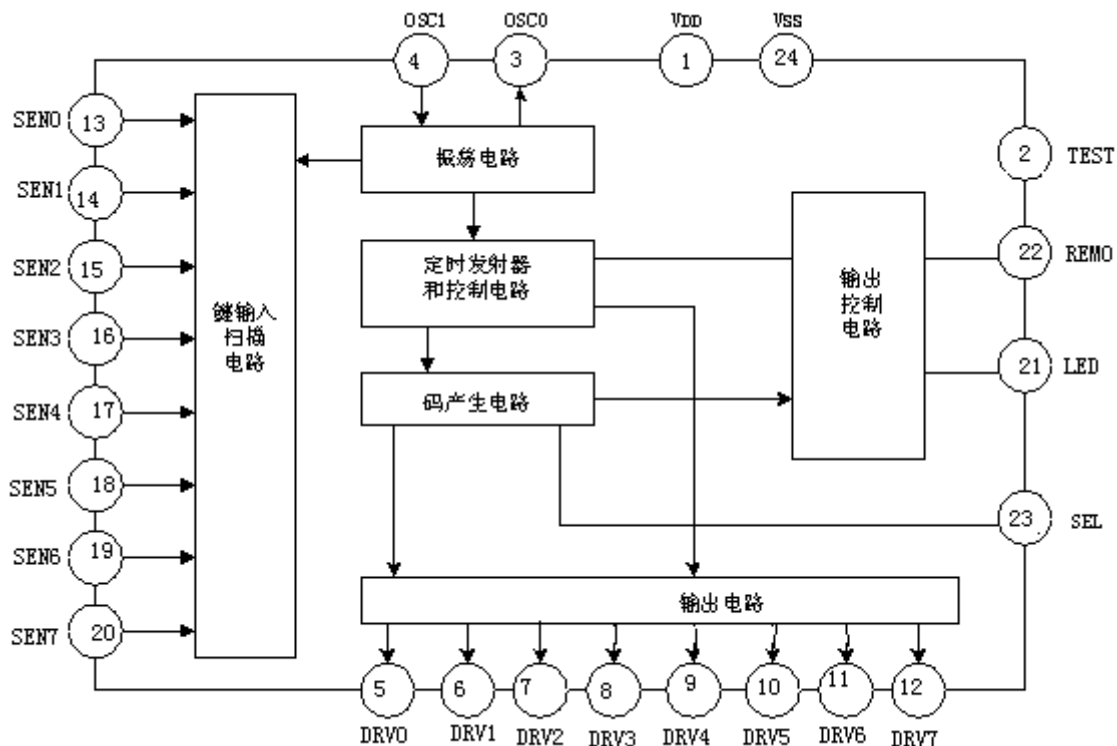 OSC1
OSCO
VDD
VSS
4
3
1
24
SEN0
13
SEN1
14
SEN2
15
SEN3
16
SEN4
17
SEN5
18
SEN6
19
SEN7
20
键输入
扫描
电路
振荡电路
定时发射器
和控制电路
码产生电路
输出
控制
电路
2
TEST
22
REMO
21
LED
23
SEL
输出电路
5
6
7
8
9
10
11
12
DRV0
DRV1
DRV2
DRV3
DRV4
DRV5
DRV6
DRV7